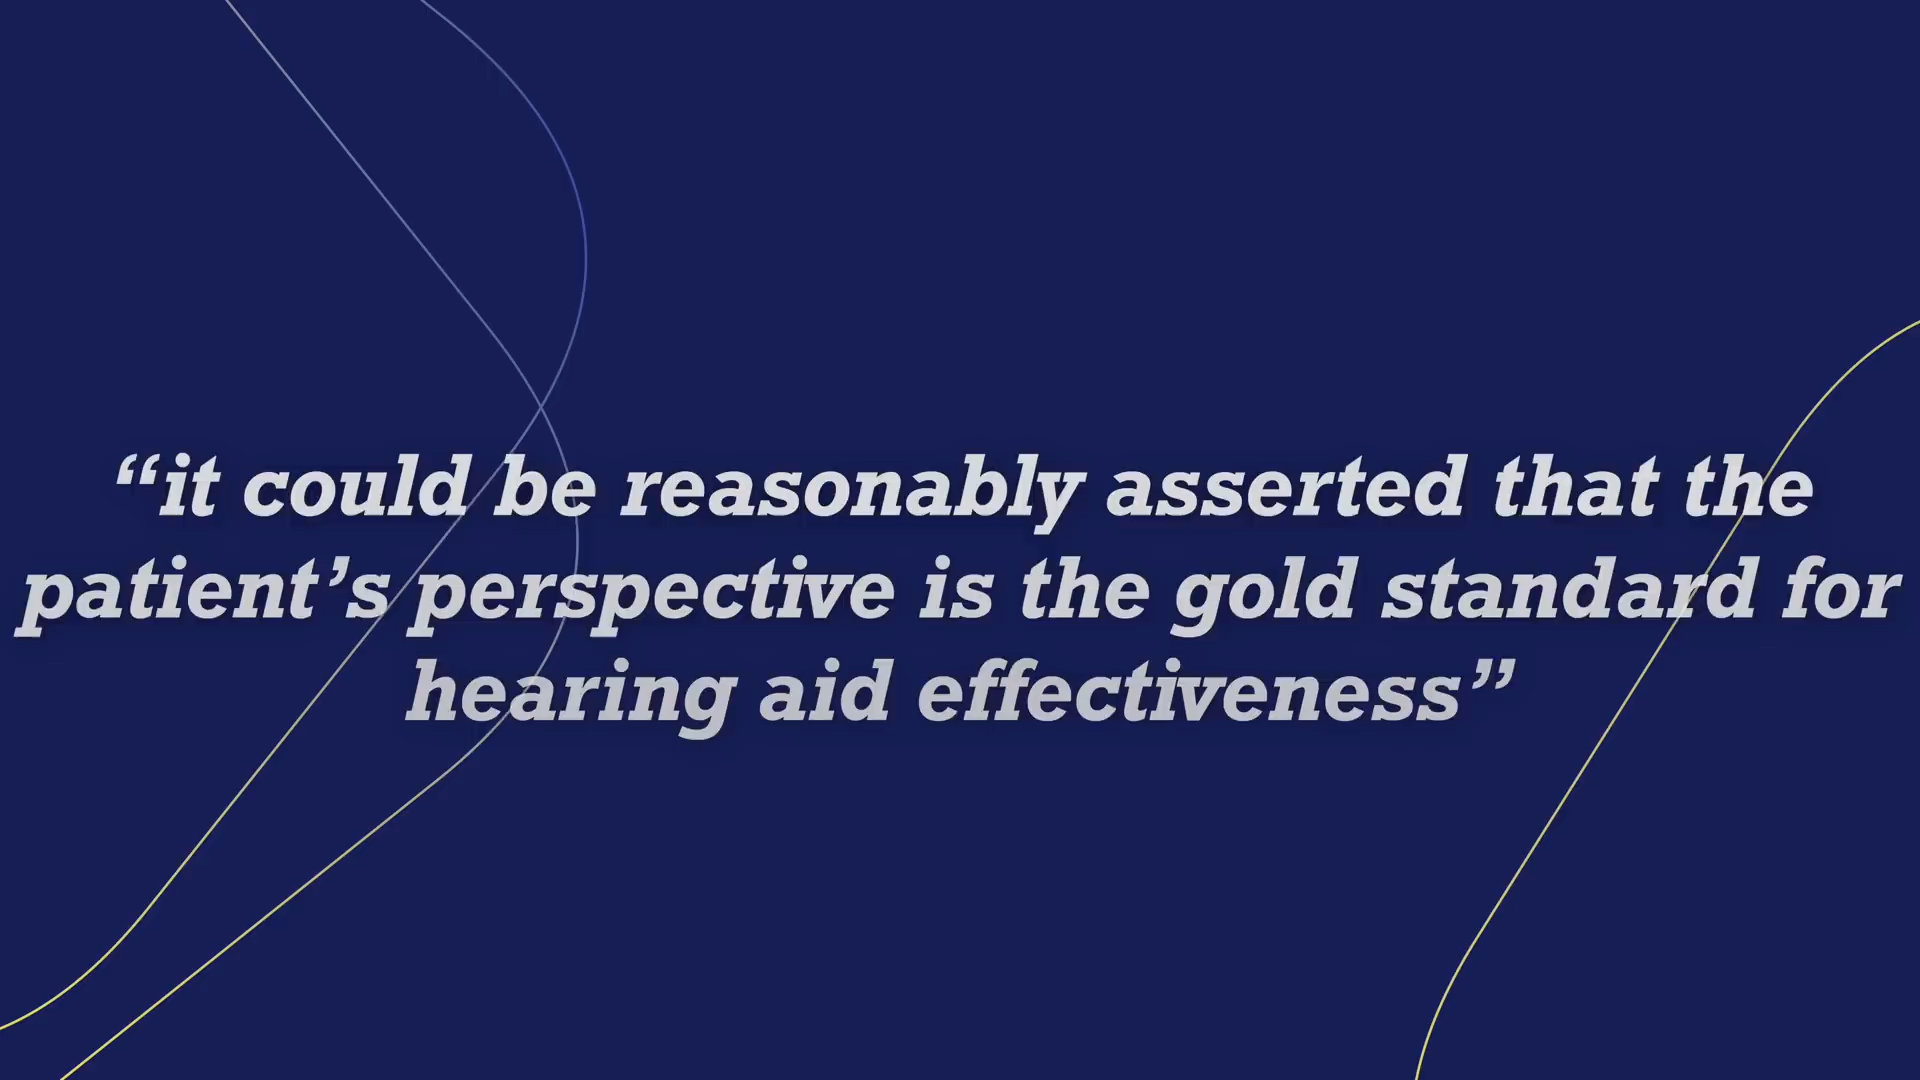 “it could be reasonably asserted that the
patient’s perspective is the gold standard for
hearing aid effectiveness”